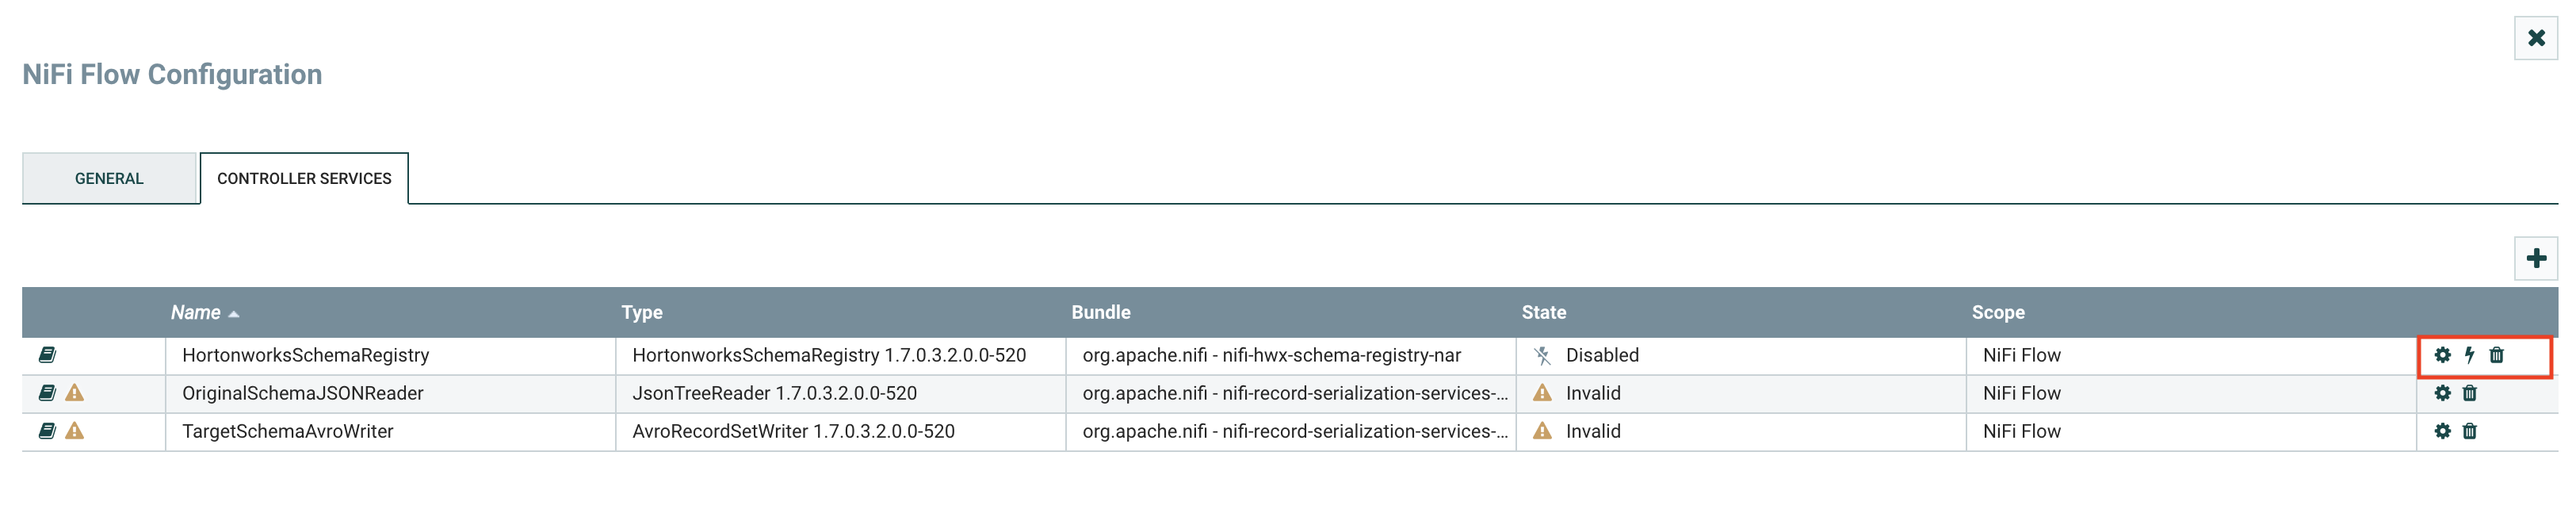 NiFi Flow Configuration
GENERAL CONTROLLER SERVICES
Name Type Bundle State Scope
HortonworksSchemaRegistry HortonworksSchemaRegistry 1.7.0.3.2.0.0-520 org.apache.nifi - nifi-hwx-schema-registry-nar Disabled NiFi Flow
OriginalSchemaJSONReader JsonTreeReader 1.7.0.3.2.0.0-520 org.apache.nifi - nifi-record-serialization-services-... Invalid NiFi Flow
TargetSchemaAvroWriter AvroRecordSetWriter 1.7.0.3.2.0.0-520 org.apache.nifi - nifi-record-serialization-services-... Invalid NiFi Flow